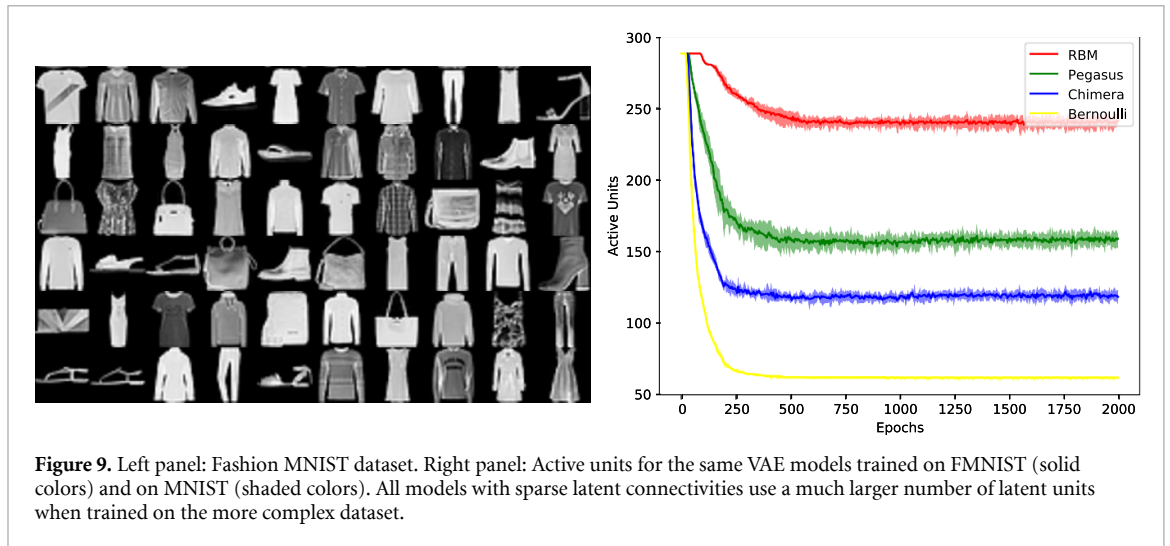 300
250
200
150
100
50
Active Units
0
250
500
750
1000
1250
1500
1750
2000
Epochs
RBM
Pegasus
Chimera
Bernoulli
Figure 9. Left panel: Fashion MNIST dataset. Right panel: Active units for the same VAE models trained on FMNIST (solid
colors) and on MNIST (shaded colors). All models with sparse latent connectivities use a much larger number of latent units
when trained on the more complex dataset.